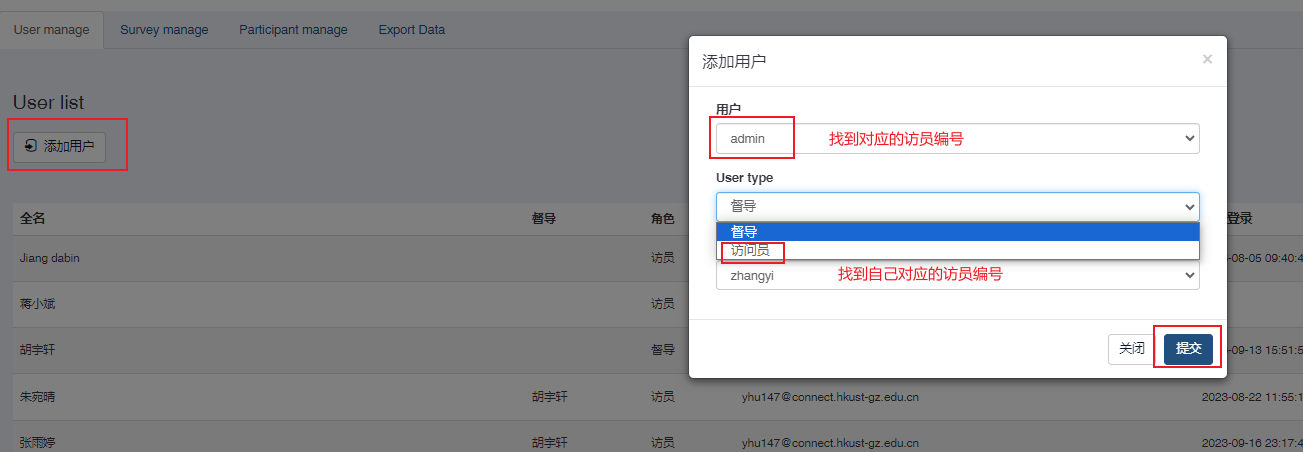 User manage Survey manage Participant manage Export Data
User list
添加用户
全名 督导 角色 登录
Jiang dabin 访员 -08-05 09:40:4
蒋小斌 访员
胡宇轩 督导 -09-13 15:51:5
朱宛晴 胡宇轩 访员 yhu147@connect.hkust-gz.edu.cn 2023-08-22 11:55:1
张雨婷 胡宇轩 访员 yhu147@connect.hkust-gz.edu.cn 2023-09-16 23:17:4
添加用户 ×
用户
admin 找到对应的访员编号
User type
督导
督导
访问员
zhangyi 找到自己对应的访员编号
关闭 提交